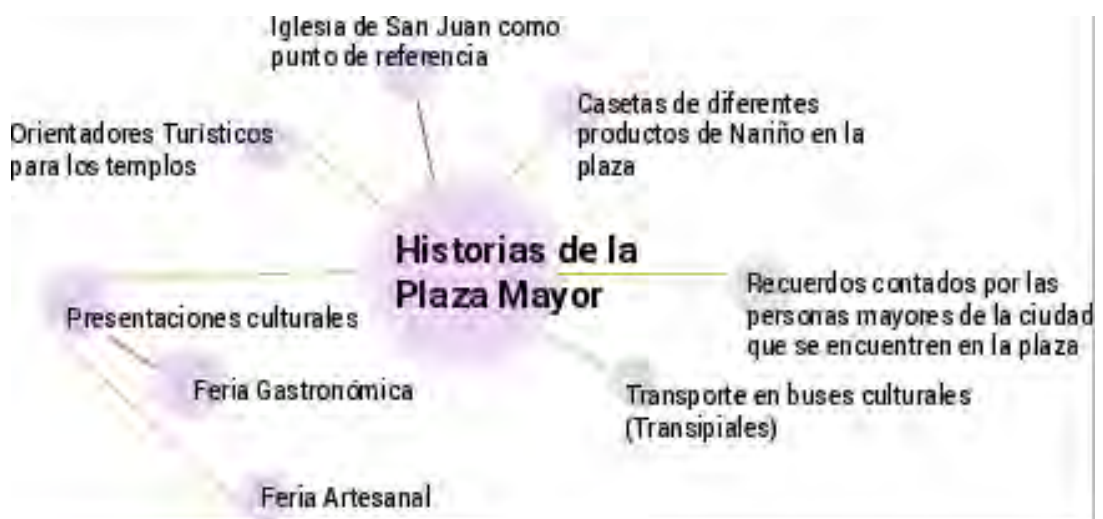 Iglesia de San Juan como
punto de referencia
Casetas de diferentes
productos de Nariño en la
plaza
Orientadores Turisticos
para los templos
Historias de la
Plaza Mayor
Recuerdos contados por las
personas mayores de la ciudad
que se encuentren en la plaza
Presentaciones culturales
Feria Gastronómica
Transporte en buses culturales
(Transipiales)
Feria Artesanal